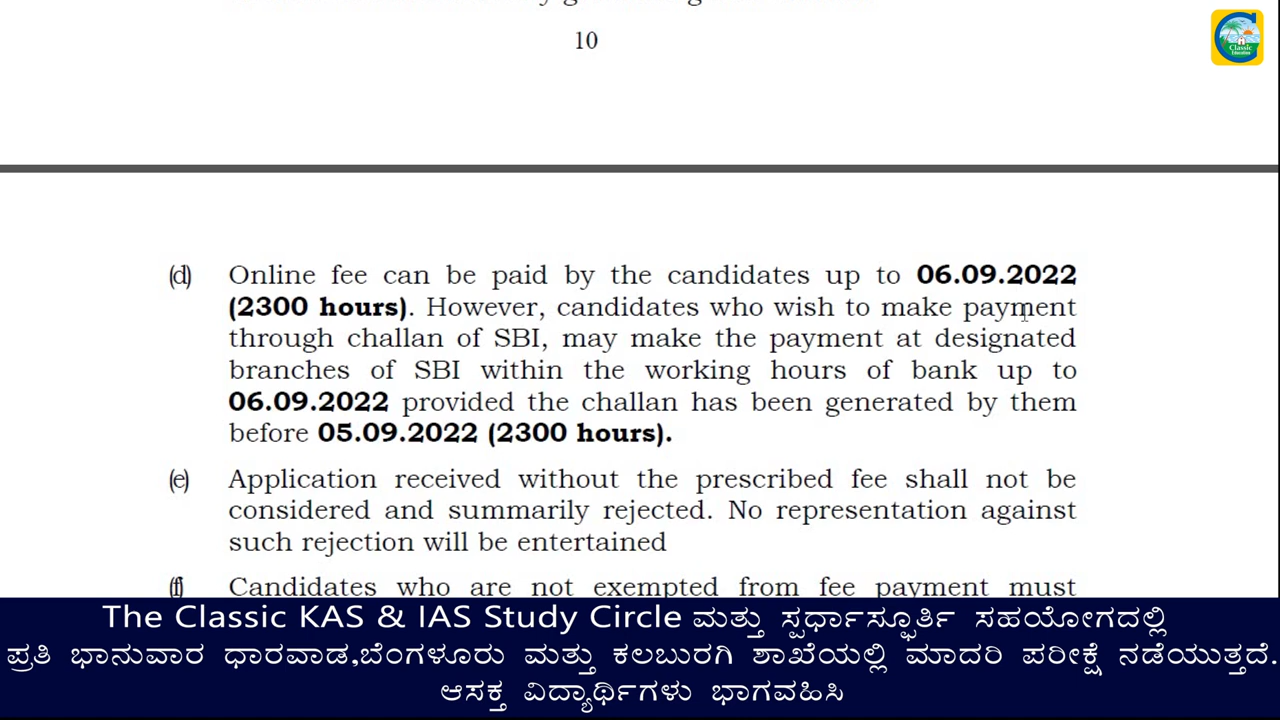 10
Classic
Education
(d) Online fee can be paid by the candidates up to 06.09.2022
(2300 hours). However, candidates who wish to make payment
through challan of SBI, may make the payment at designated
branches of SBI within the working hours of bank up to
06.09.2022 provided the challan has been generated by them
before 05.09.2022 (2300 hours).
(e) Application received without the prescribed fee shall not be
considered and summarily rejected. No representation against
such rejection will be entertained
(f) Candidates who are not exempted from fee payment must
The Classic KAS & IAS Study Circle ಮತ್ತು ಸ್ಪರ್ಧಾಸ್ಫೂರ್ತಿ ಸಹಯೋಗದಲ್ಲಿ
ಪ್ರತಿ ಭಾನುವಾರ ಧಾರವಾಡ,ಬೆಂಗಳೂರು ಮತ್ತು ಕಲಬುರಗಿ ಶಾಖೆಯಲ್ಲಿ ಮಾದರಿ ಪರೀಕ್ಷೆ ನಡೆಯುತ್ತದೆ.
ಆಸಕ್ತ ವಿದ್ಯಾರ್ಥಿಗಳು ಭಾಗವಹಿಸಿ